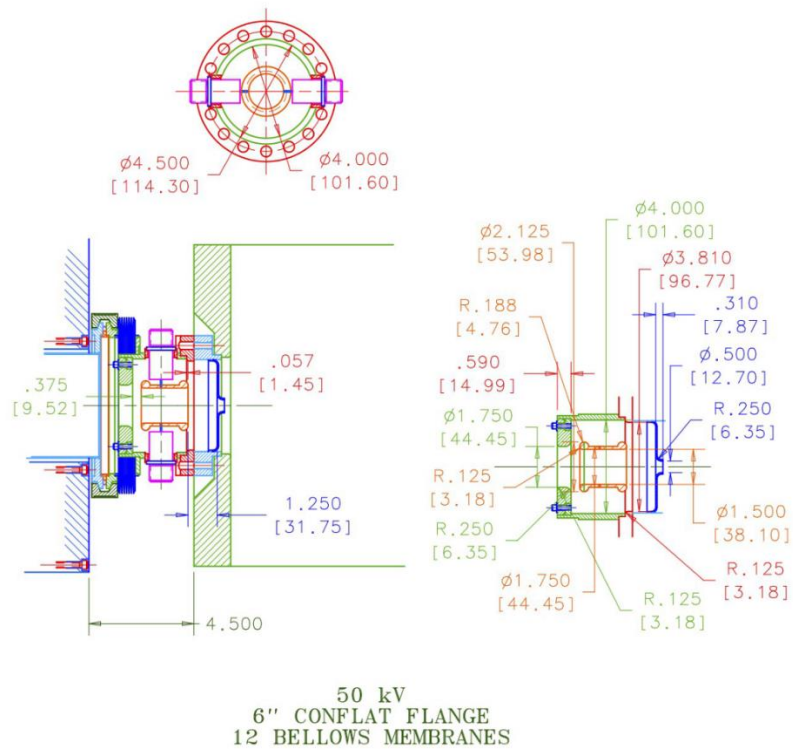 Ø4.500
[114.30]
Ø4.000
[101.60]
.375
[9.52]
.057
[1.45]
1.250
[31.75]
4.500
Ø2.125
[53.98]
Ø4.000
[101.60]
Ø3.810
[96.77]
R.188
[4.76]
.310
[7.87]
.590
[14.99]
Ø.500
[12.70]
Ø1.750
[44.45]
R.250
[6.35]
R.125
[3.18]
Ø1.500
[38.10]
R.250
[6.35]
Ø1.750
[44.45]
R.125
[3.18]
R.125
[3.18]
50 kV
6" CONFLAT FLANGE
12 BELLOWS MEMBRANES